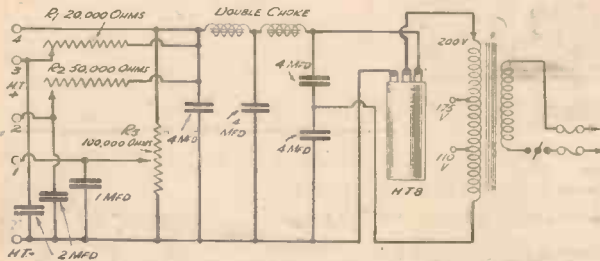 R1 20,000 OHMS
DOUBLE CHOKE
4
3
R2 50,000 OHMS
HT
+
2
R3
100,000 OHMS
1
4 MFD
4
MFD
4 MFD
4 MFD
200V
175
V
110
V
HT8
1 MFD
2 MFD
HT-